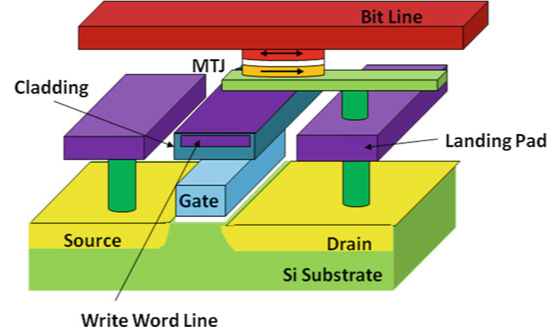 Bit Line
MTJ
Cladding
Landing Pad
Gate
Source
Drain
Si Substrate
Write Word Line